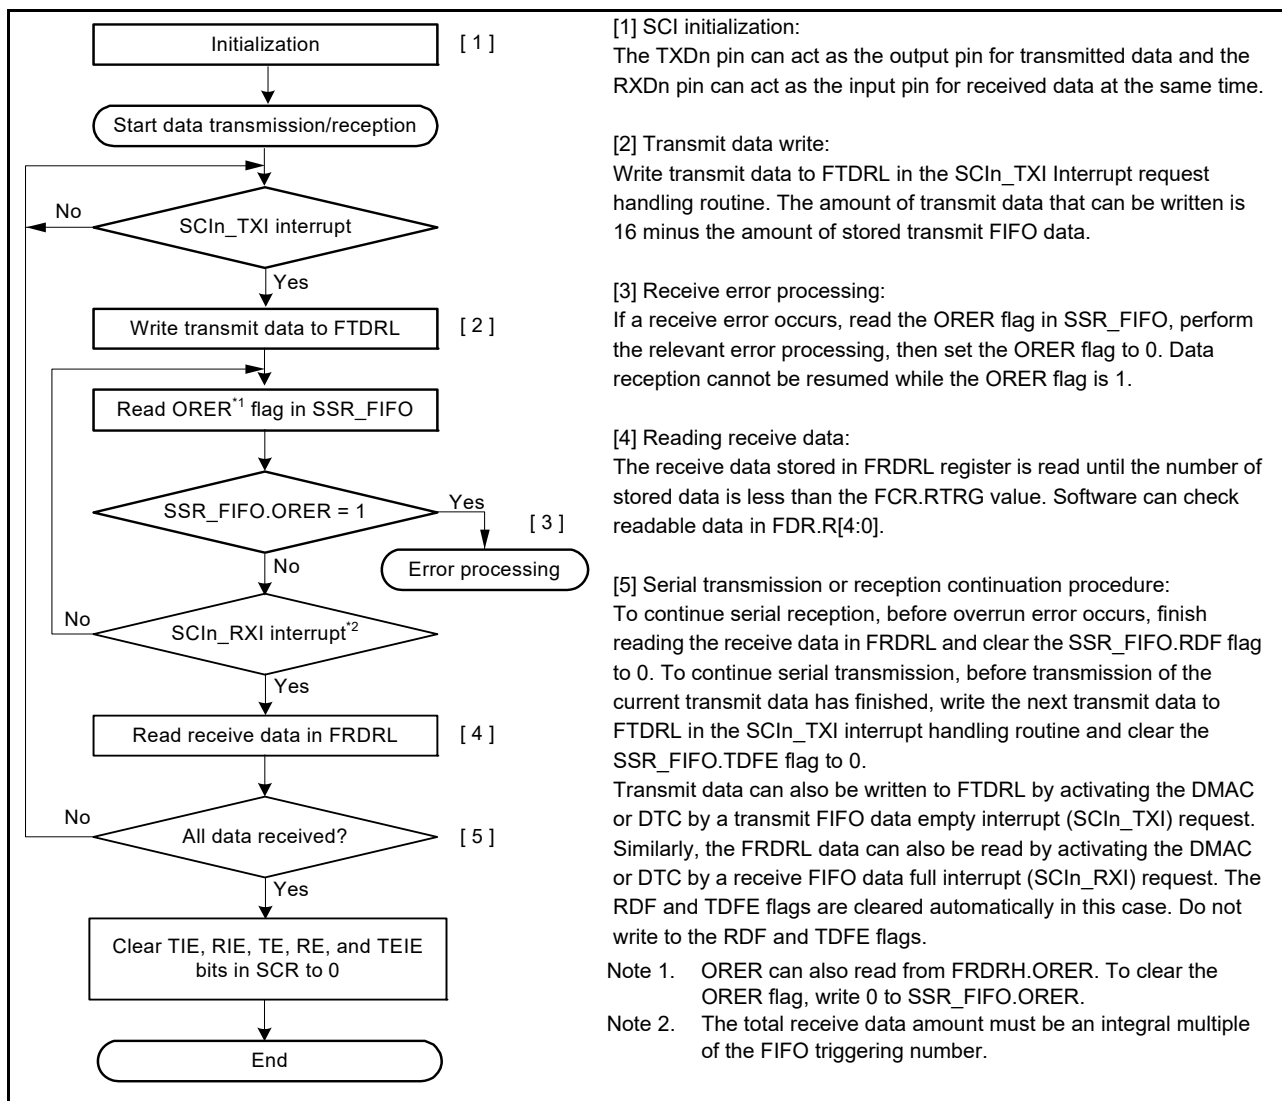 Initialization
[ 1 ]
Start data transmission/reception
No
SCIn_TXI interrupt
Yes
Write transmit data to FTDRL
[ 2 ]
Read ORER*1 flag in SSR_FIFO
SSR_FIFO.ORER = 1
Yes
[ 3 ]
Error processing
No
No
SCIn_RXI interrupt*2
Yes
Read receive data in FRDRL
[ 4 ]
No
All data received?
[ 5 ]
Yes
Clear TIE, RIE, TE, RE, and TEIE
bits in SCR to 0
End
[1] SCI initialization:
The TXDn pin can act as the output pin for transmitted data and the
RXDn pin can act as the input pin for received data at the same time.
[2] Transmit data write:
Write transmit data to FTDRL in the SCIn_TXI Interrupt request
handling routine. The amount of transmit data that can be written is
16 minus the amount of stored transmit FIFO data.
[3] Receive error processing:
If a receive error occurs, read the ORER flag in SSR_FIFO, perform
the relevant error processing, then set the ORER flag to 0. Data
reception cannot be resumed while the ORER flag is 1.
[4] Reading receive data:
The receive data stored in FRDRL register is read until the number of
stored data is less than the FCR.RTRG value. Software can check
readable data in FDR.R[4:0].
[5] Serial transmission or reception continuation procedure:
To continue serial reception, before overrun error occurs, finish
reading the receive data in FRDRL and clear the SSR_FIFO.RDF flag
to 0. To continue serial transmission, before transmission of the
current transmit data has finished, write the next transmit data to
FTDRL in the SCIn_TXI interrupt handling routine and clear the
SSR_FIFO.TDFE flag to 0.
Transmit data can also be written to FTDRL by activating the DMAC
or DTC by a transmit FIFO data empty interrupt (SCIn_TXI) request.
Similarly, the FRDRL data can also be read by activating the DMAC
or DTC by a receive FIFO data full interrupt (SCIn_RXI) request. The
RDF and TDFE flags are cleared automatically in this case. Do not
write to the RDF and TDFE flags.
Note 1. ORER can also read from FRDRH.ORER. To clear the
ORER flag, write 0 to SSR_FIFO.ORER.
Note 2. The total receive data amount must be an integral multiple
of the FIFO triggering number.